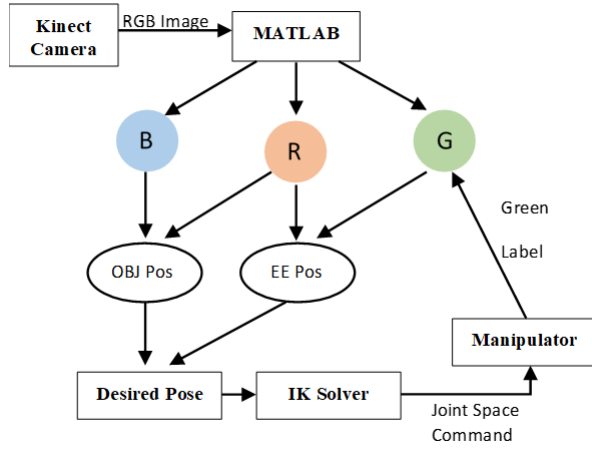 Kinect
Camera
RGB Image
MATLAB
B
R
G
Green
Label
OBJ Pos
EE Pos
Manipulator
Desired Pose
IK Solver
Joint Space
Command